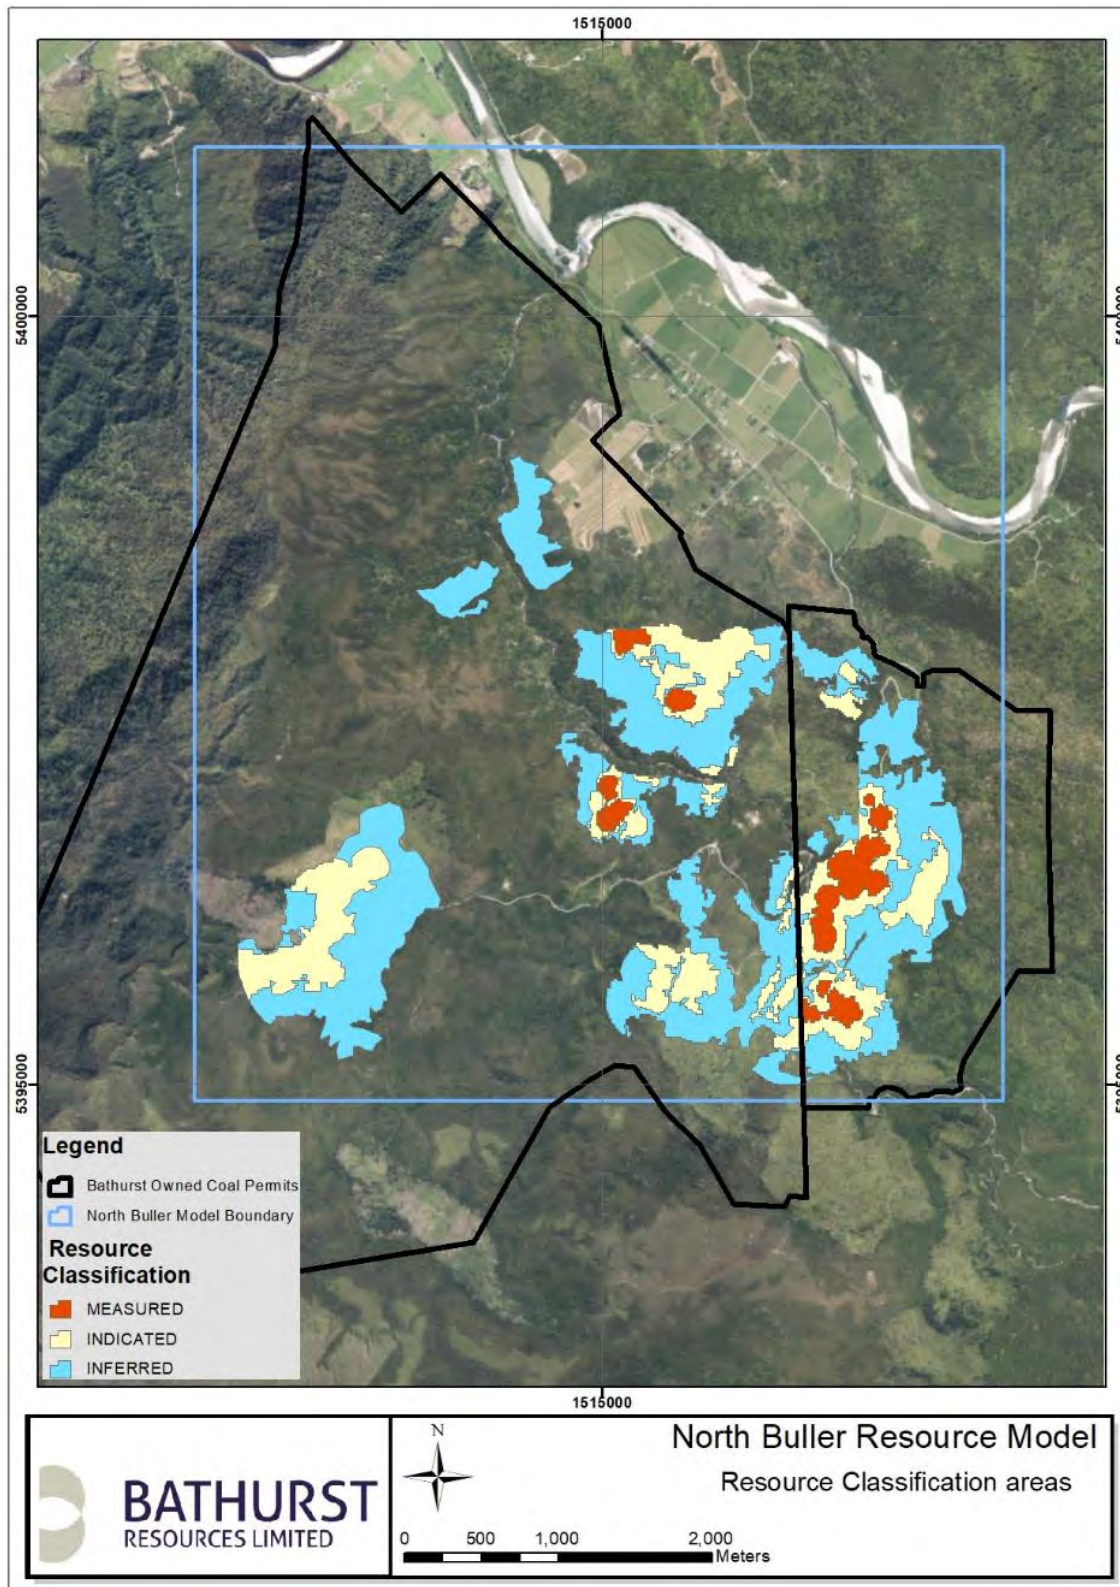 1515000
5400000
5395000
Legend
Bathurst Owned Coal Permits
North Buller Model Boundary
Resource
Classification
MEASURED
INDICATED
INFERRED
1515000
BATHURST
RESOURCES LIMITED
N
0 500 1,000 2,000
Meters
North Buller Resource Model
Resource Classification areas